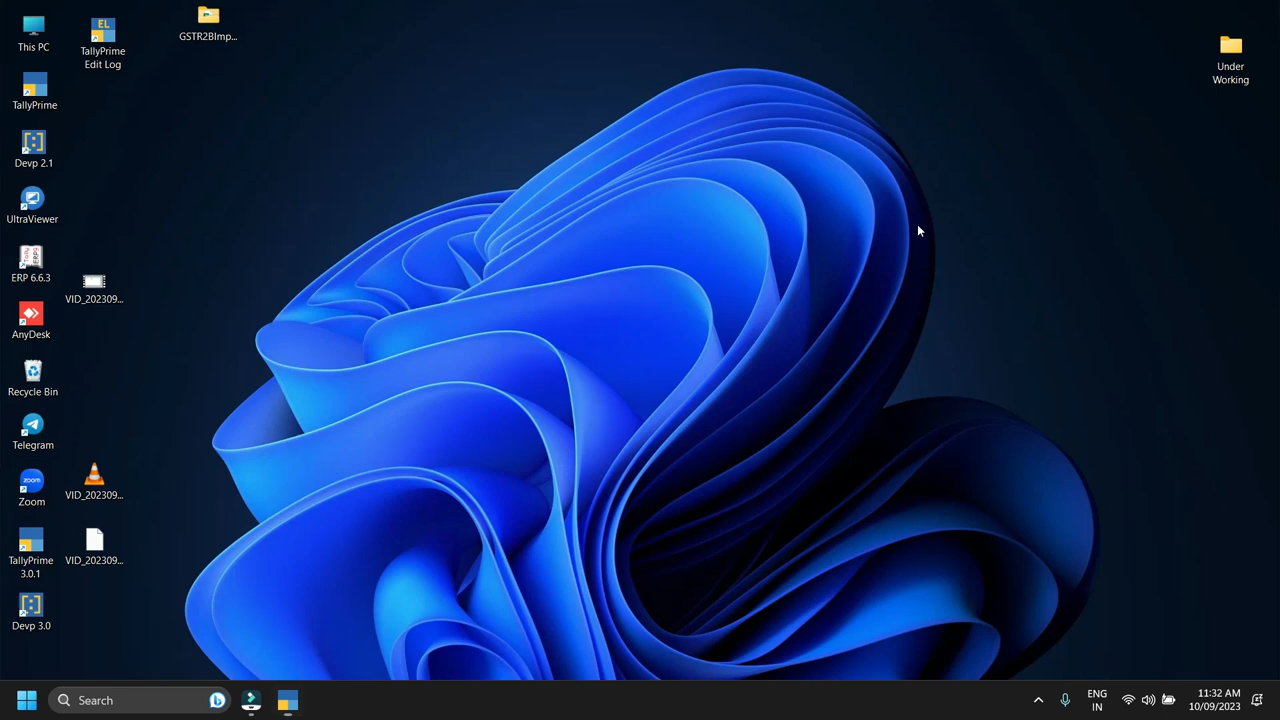 This PC
EL
TallyPrime
Edit Log
GSTR2BImp...
Under
Working
TallyPrime
Devp 2.1
UltraViewer
ERP 6.6.3
VID_202309...
AnyDesk
Recycle Bin
Telegram
zoom
Zoom
VID_202309...
TallyPrime
3.0.1
VID_202309...
Devp 3.0
Search
ENG
IN
11:32 AM
10/09/2023